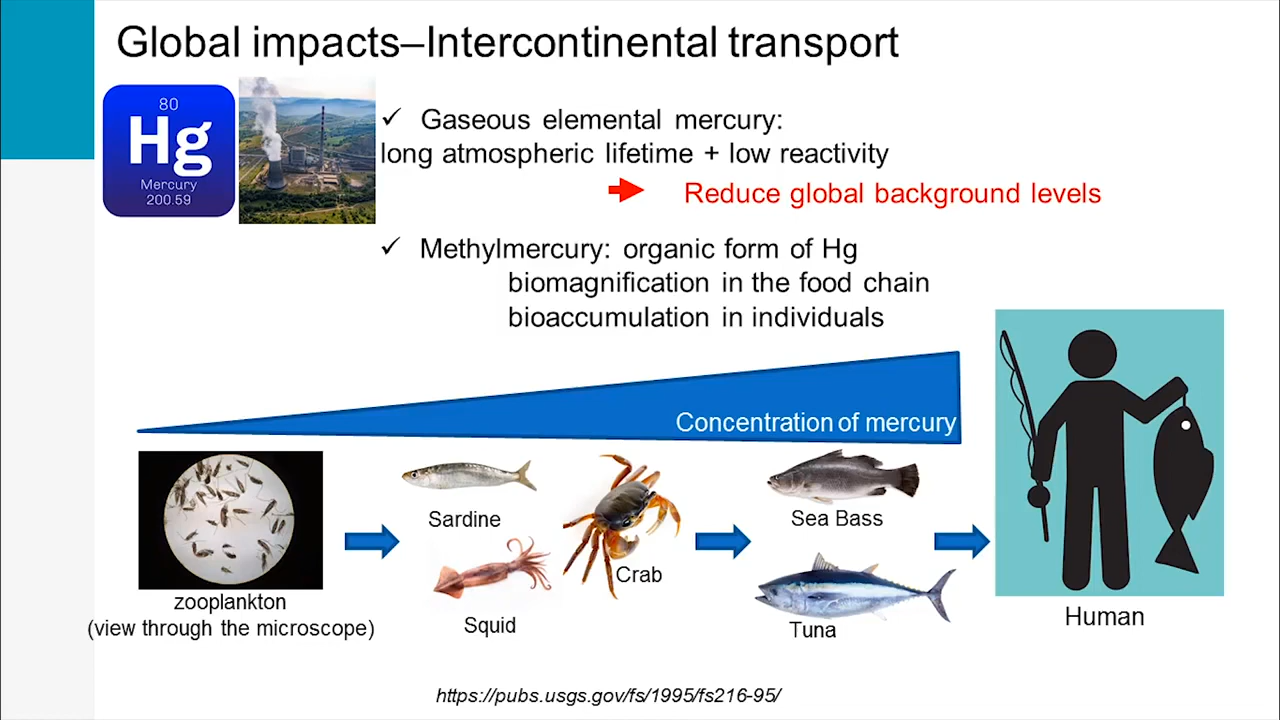 Global impacts–Intercontinental transport
80
Hg
Mercury
200.59
✓ Gaseous elemental mercury:
long atmospheric lifetime + low reactivity
Reduce global background levels
✓ Methylmercury: organic form of Hg
biomagnification in the food chain
bioaccumulation in individuals
Concentration of mercury
zooplankton
(view through the microscope)
Sardine
Squid
Crab
Sea Bass
Tuna
Human
https://pubs.usgs.gov/fs/1995/fs216-95/